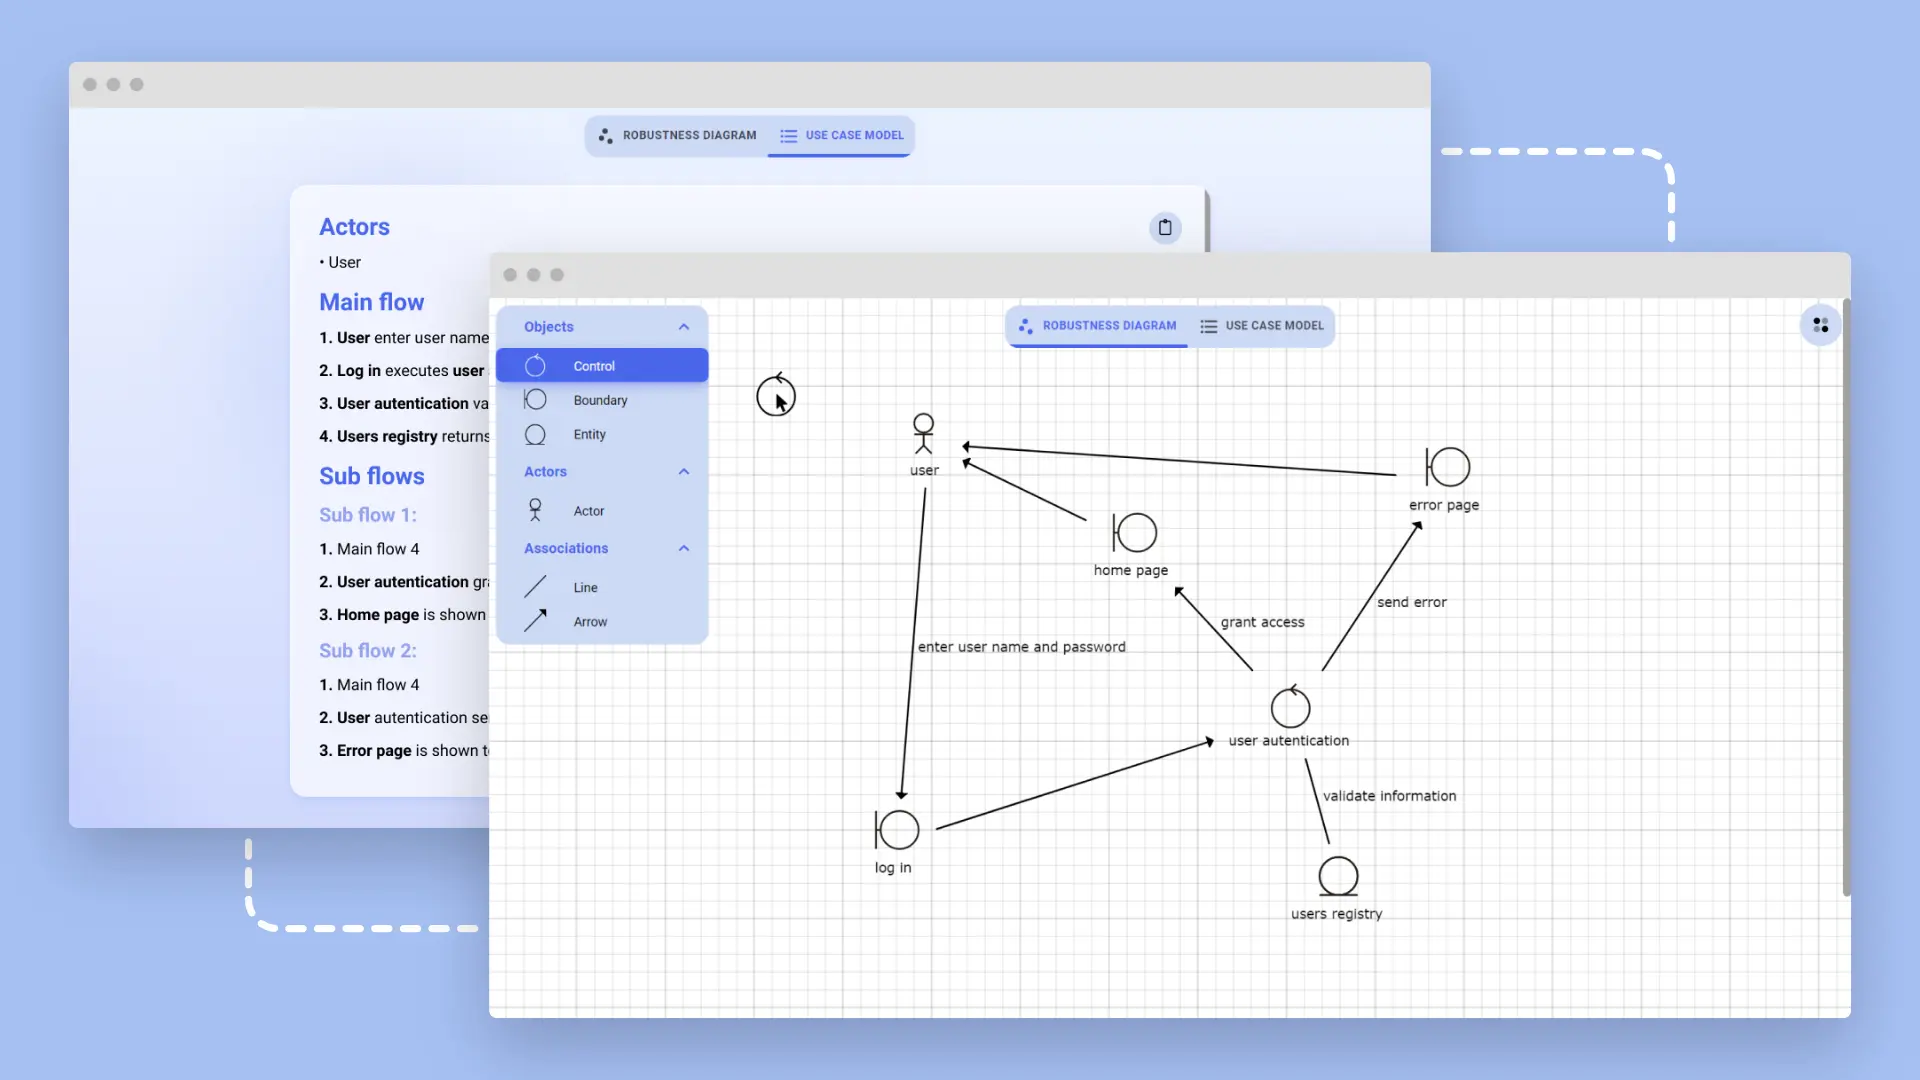 ROBUSTNESS DIAGRAM
USE CASE MODEL
Actors
• User
Main flow
1. User enter user name
2. Log in executes user
3. User autentication va
4. Users registry returns
Sub flows
Sub flow 1:
1. Main flow 4
2. User autentication gra
3. Home page is shown
Sub flow 2:
1. Main flow 4
2. User autentication se
3. Error page is shown to
Objects
Control
Boundary
Entity
Actors
Actor
Associations
Line
Arrow
ROBUSTNESS DIAGRAM
USE CASE MODEL
user
error page
home page
send error
grant access
enter user name and password
user autentication
validate information
log in
users registry